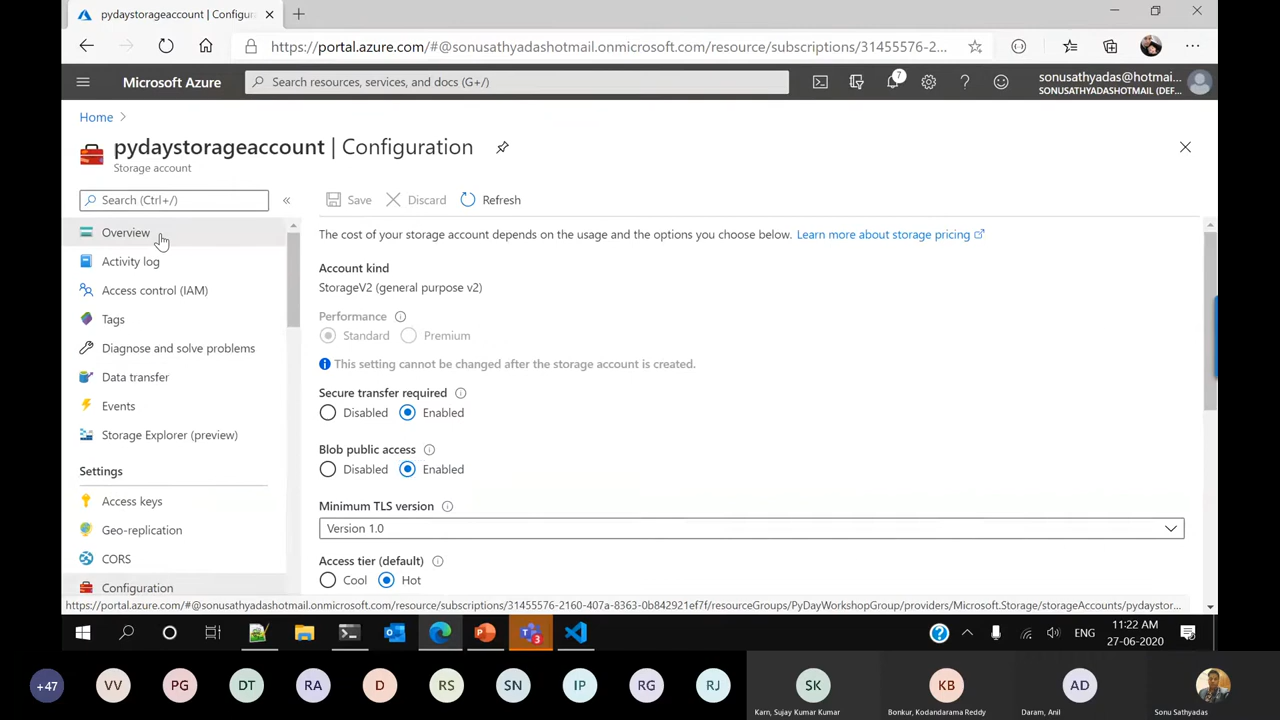 pydaystorageaccount | Configura
https://portal.azure.com/#@sonusathyadashotmail.onmicrosoft.com/resource/subscriptions/31455576-2...
Microsoft Azure
Search resources, services, and docs (G+/)
7
sonusathyadas@hotmai...
SONUSATHYADASHOTMAIL (DEF...
Home
pydaystorageaccount | Configuration
Storage account
Search (Ctrl+/)
Save
Discard
Refresh
Overview
Activity log
Access control (IAM)
Tags
Diagnose and solve problems
Data transfer
Events
Storage Explorer (preview)
Settings
Access keys
Geo-replication
CORS
Configuration
The cost of your storage account depends on the usage and the options you choose below. Learn more about storage pricing
Account kind
StorageV2 (general purpose v2)
Performance
Standard Premium
This setting cannot be changed after the storage account is created.
Secure transfer required
Disabled Enabled
Blob public access
Disabled Enabled
Minimum TLS version
Version 1.0
Access tier (default)
Cool Hot
https://portal.azure.com/#@sonusathyadashotmail.onmicrosoft.com/resource/subscriptions/31455576-2160-407a-8363-0b842921ef7f/resourceGroups/PyDayWorkshopGroup/providers/Microsoft.Storage/storageAccounts/pydaystor...
3
ENG
11:22 AM
27-06-2020
+47 VV PG DT RA D RS SN IP RG RJ SK KB AD
Karn, Sujay Kumar Kumar
Bonkur, Kodandarama Reddy
Daram, Anil
Sonu Sathyadas